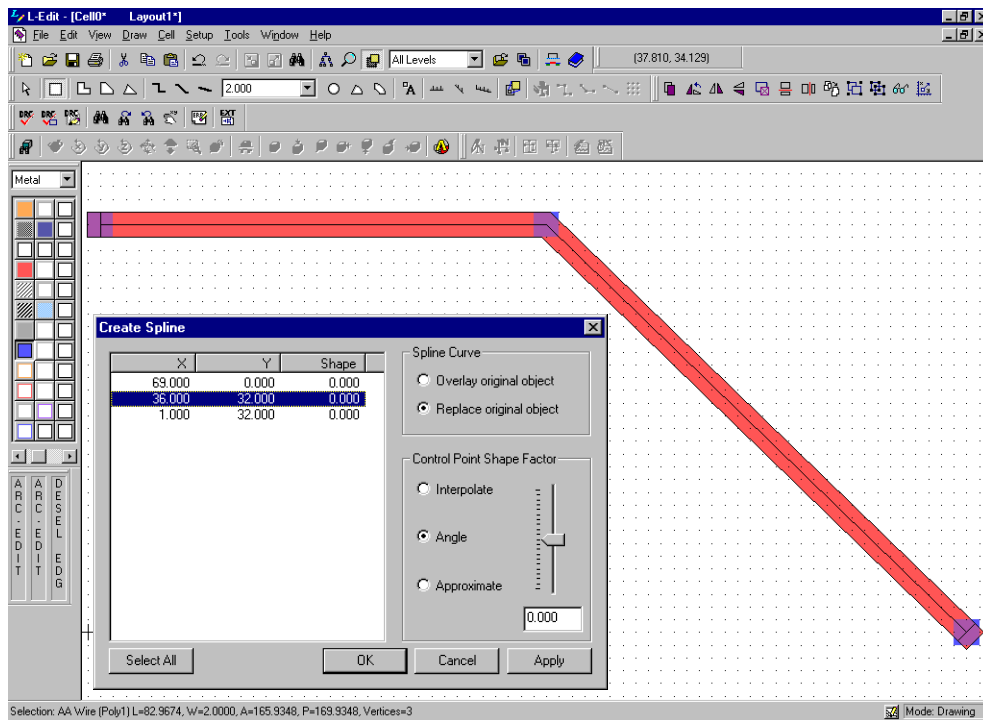 L-Edit - [Cell0* Layout1*]
File Edit View Draw Cell Setup Tools Window Help
All Levels
(37.810, 34.129)
2.000
A
DRC DRC DRC EXT
Metal
ARC-EDIT
ARC-EDIT
DESEL EDG
Create Spline
X Y Shape
69.000 0.000 0.000
36.000 32.000 0.000
1.000 32.000 0.000
Spline Curve
Overlay original object
Replace original object
Control Point Shape Factor
Interpolate
Angle
Approximate
0.000
Select All OK Cancel Apply
Selection: AA Wire (Poly1) L=82.9674, W=2.0000, A=165.9348, P=169.9348, Vertices=3
Mode: Drawing